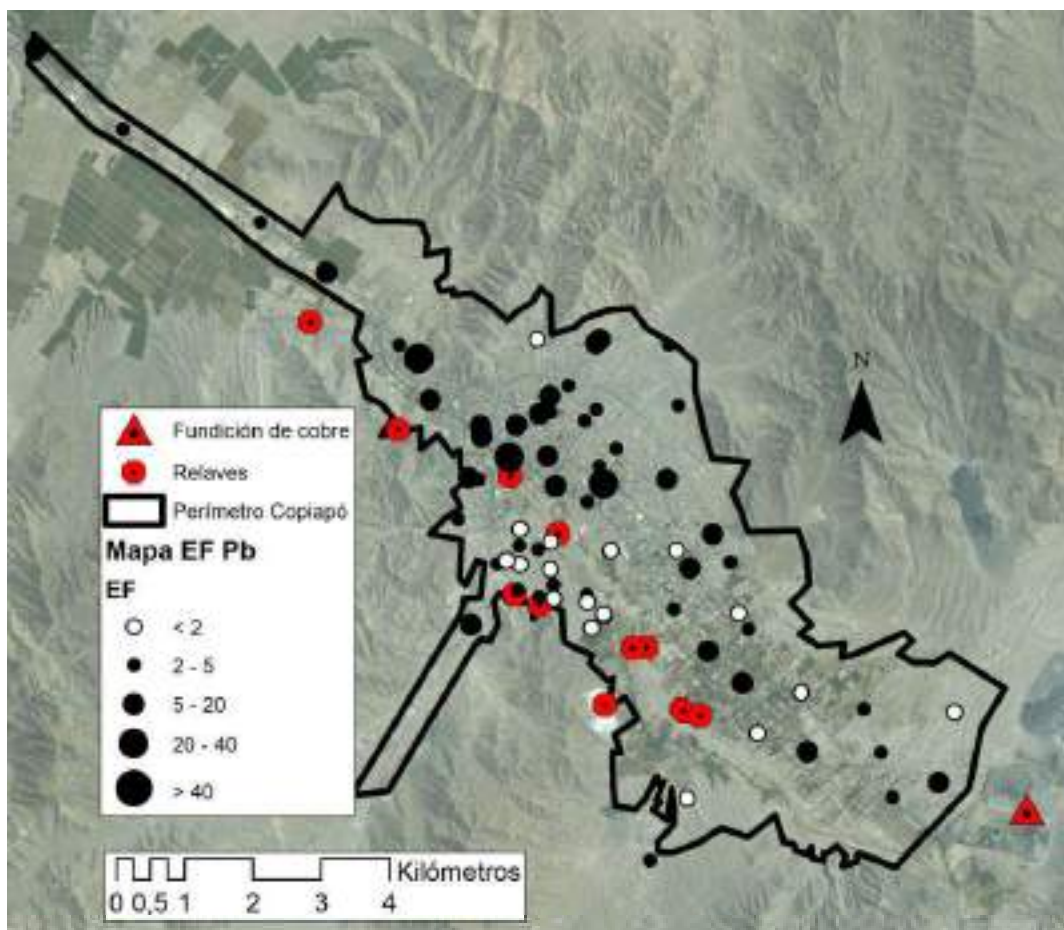 N
Fundición de cobre
Relaves
Perímetro Copiapó
Mapa EF Pb
EF
< 2
2 - 5
5 - 20
20 - 40
> 40
Kilómetros
0 0,5 1 2 3 4